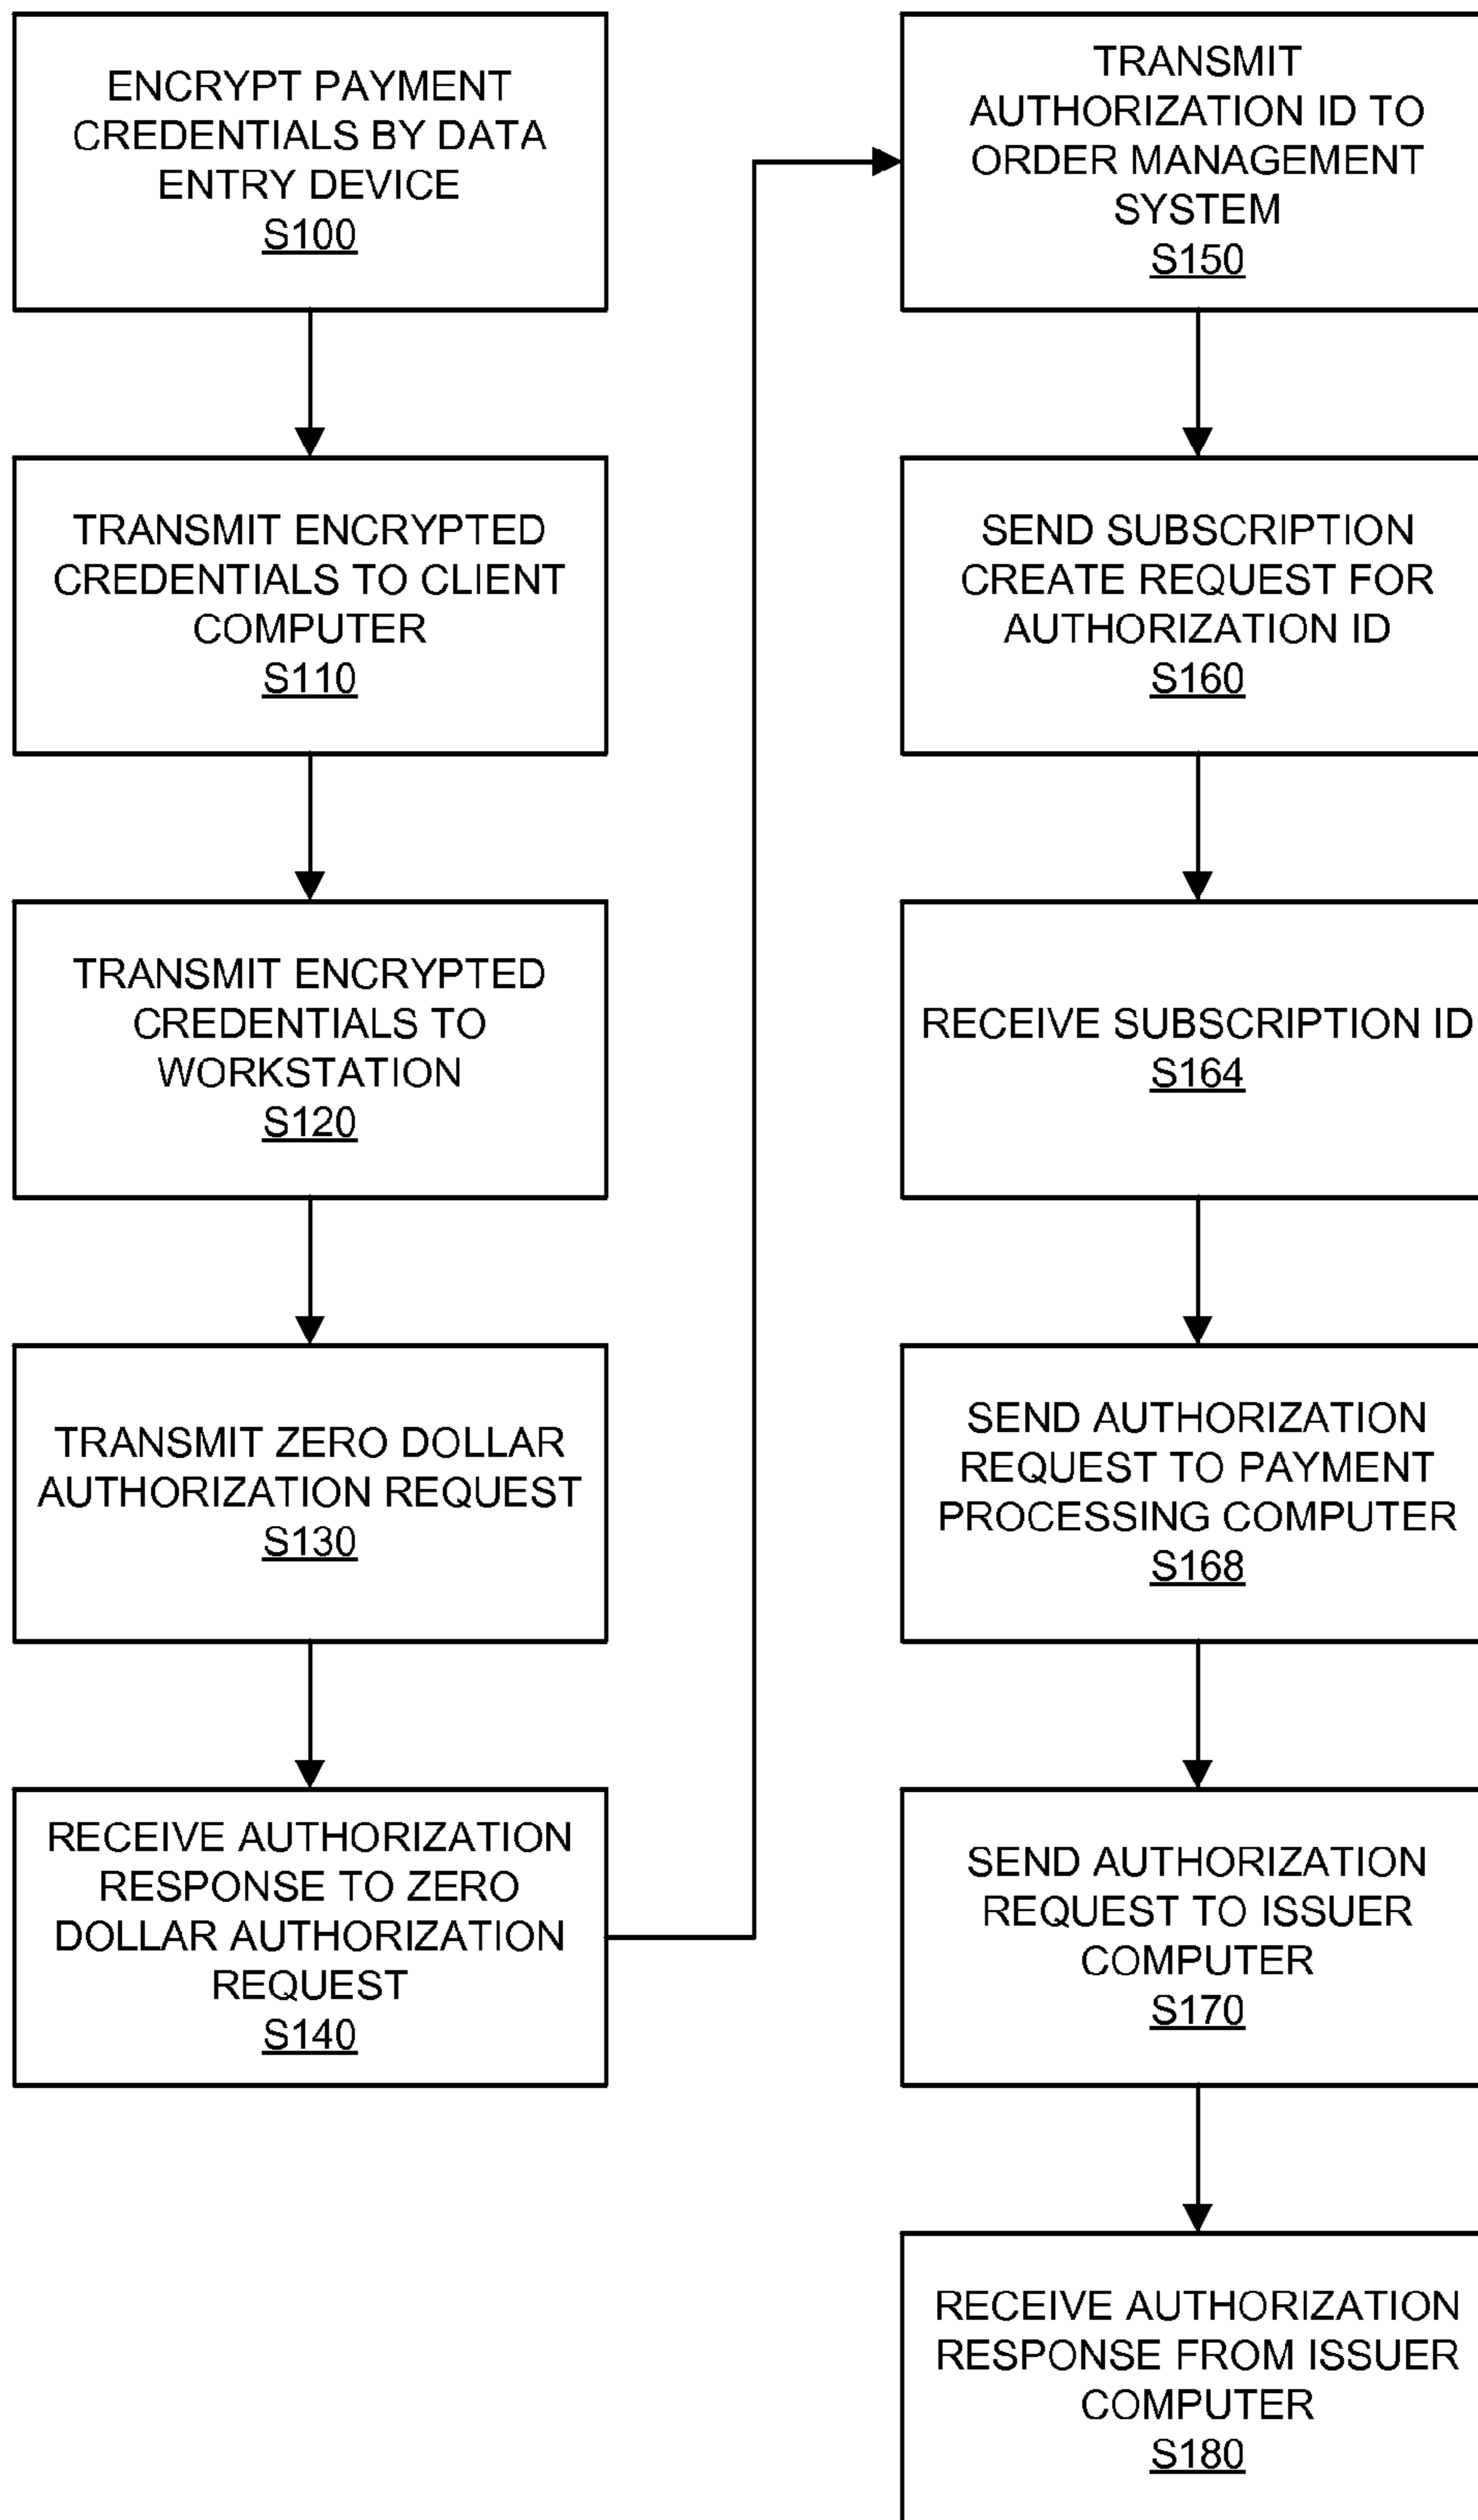 ENCRYPT PAYMENT
CREDENTIALS BY DATA
ENTRY DEVICE
S100
TRANSMIT ENCRYPTED
CREDENTIALS TO CLIENT
COMPUTER
S110
TRANSMIT ENCRYPTED
CREDENTIALS TO
WORKSTATION
S120
TRANSMIT ZERO DOLLAR
AUTHORIZATION REQUEST
S130
RECEIVE AUTHORIZATION
RESPONSE TO ZERO
DOLLAR AUTHORIZATION
REQUEST
S140
TRANSMIT
AUTHORIZATION ID TO
ORDER MANAGEMENT
SYSTEM
S150
SEND SUBSCRIPTION
CREATE REQUEST FOR
AUTHORIZATION ID
S160
RECEIVE SUBSCRIPTION ID
S164
SEND AUTHORIZATION
REQUEST TO PAYMENT
PROCESSING COMPUTER
S168
SEND AUTHORIZATION
REQUEST TO ISSUER
COMPUTER
S170
RECEIVE AUTHORIZATION
RESPONSE FROM ISSUER
COMPUTER
S180